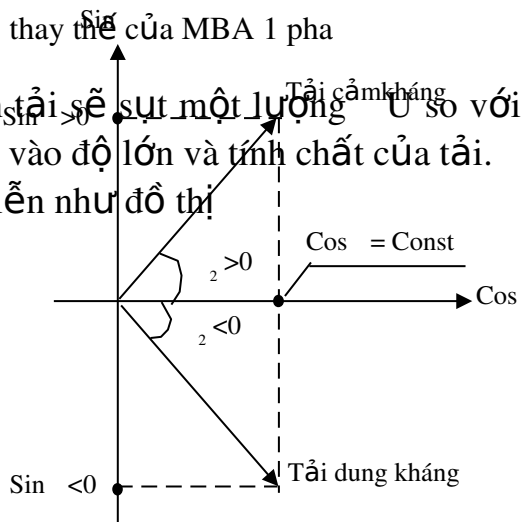 Sin
thay thế của MBA 1 pha
Tải cảmkháng
tải sẽ sụt một lượng U so với
Sin >0
vào độ lớn và tính chất của tải.
ễn như đồ thị
Cos = Const
2 >0
Cos
2 <0
Tải dung kháng
Sin <0